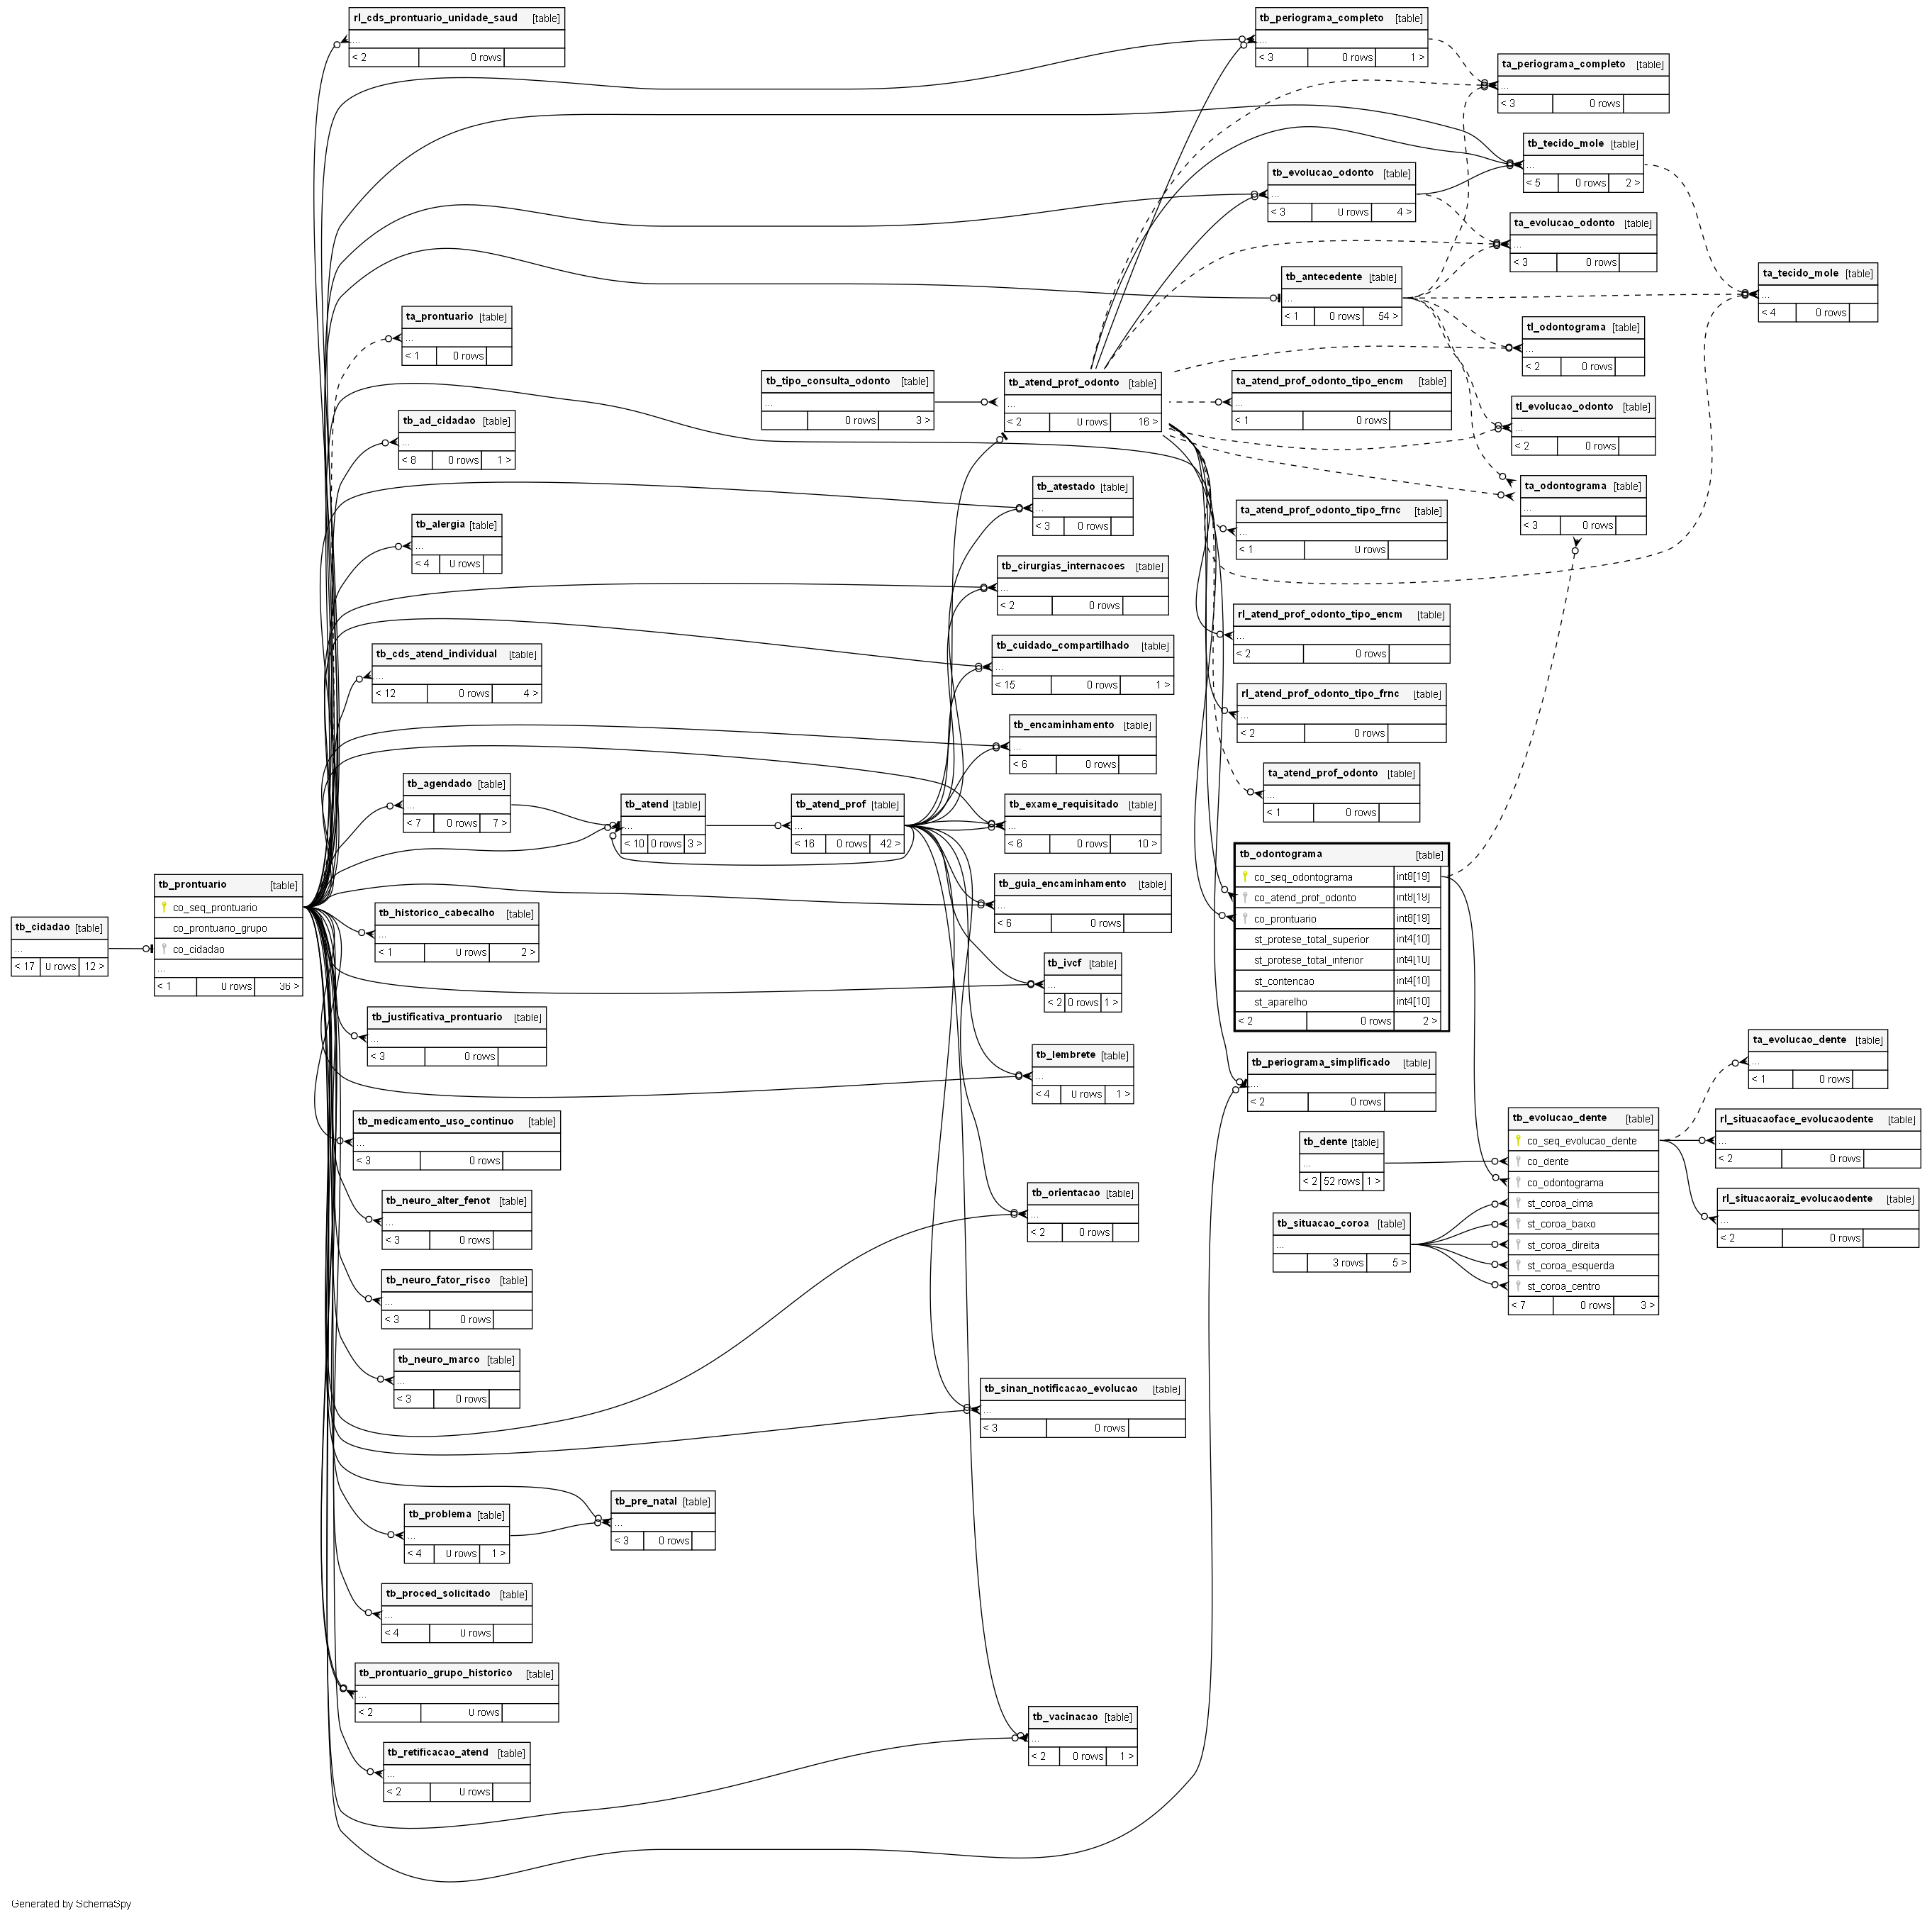 rl_cds_prontuario_unidade_saud [table]
...
< 2 0 rows
tb_periograma_completo [table]
...
< 3 0 rows 1 >
ta_periograma_completo [table]
...
< 3 0 rows
tb_tecido_mole [table]
...
< 5 0 rows 2 >
tb_evolucao_odonto [table]
...
< 3 0 rows 4 >
ta_evolucao_odonto [table]
...
< 3 0 rows
tb_antecedente [table]
...
< 1 0 rows 54 >
ta_tecido_mole [table]
...
< 4 0 rows
ta_prontuario [table]
...
< 1 0 rows
tl_odontograma [table]
...
< 2 0 rows
tb_tipo_consulta_odonto [table]
...
0 rows 3 >
tb_atend_prof_odonto [table]
...
< 2 0 rows 16 >
ta_atend_prof_odonto_tipo_encm [table]
...
< 1 0 rows
tl_evolucao_odonto [table]
...
< 2 0 rows
tb_ad_cidadao [table]
...
< 8 0 rows 1 >
tb_atestado [table]
...
< 3 0 rows
ta_odontograma [table]
...
< 3 0 rows
ta_atend_prof_odonto_tipo_frnc [table]
...
< 1 0 rows
tb_alergia [table]
...
< 4 0 rows
tb_cirurgias_internacoes [table]
...
< 2 0 rows
rl_atend_prof_odonto_tipo_encm [table]
...
< 2 0 rows
tb_cds_atend_individual [table]
...
< 12 0 rows 4 >
tb_cuidado_compartilhado [table]
...
< 15 0 rows 1 >
rl_atend_prof_odonto_tipo_frnc [table]
...
< 2 0 rows
tb_encaminhamento [table]
...
< 6 0 rows
ta_atend_prof_odonto [table]
...
< 1 0 rows
tb_agendado [table]
...
< 7 0 rows 7 >
tb_atend [table]
...
< 10 0 rows 3 >
tb_atend_prof [table]
...
< 16 0 rows 42 >
tb_exame_requisitado [table]
...
< 6 0 rows 10 >
tb_odontograma [table]
co_seq_odontograma int8[19]
co_atend_prof_odonto int8[19]
co_prontuario int8[19]
st_protese_total_superior int4[10]
st_protese_total_inferior int4[10]
st_contencao int4[10]
st_aparelho int4[10]
< 2 0 rows 2 >
tb_prontuario [table]
co_seq_prontuario
co_prontuario_grupo
co_cidadao
...
< 1 0 rows 36 >
tb_cidadao [table]
...
< 17 0 rows 12 >
tb_guia_encaminhamento [table]
...
< 6 0 rows
tb_historico_cabecalho [table]
...
< 1 0 rows 2 >
tb_ivcf [table]
...
< 2 0 rows 1 >
tb_justificativa_prontuario [table]
...
< 3 0 rows
tb_lembrete [table]
...
< 4 0 rows 1 >
tb_periograma_simplificado [table]
...
< 2 0 rows
ta_evolucao_dente [table]
...
< 1 0 rows
tb_medicamento_uso_continuo [table]
...
< 3 0 rows
tb_dente [table]
...
< 2 52 rows 1 >
tb_evolucao_dente [table]
co_seq_evolucao_dente
co_dente
co_odontograma
st_coroa_cima
st_coroa_baixo
st_coroa_direita
st_coroa_esquerda
st_coroa_centro
< 7 0 rows 3 >
rl_situacaoface_evolucaodente [table]
...
< 2 0 rows
rl_situacaoraiz_evolucaodente [table]
...
< 2 0 rows
tb_neuro_alter_fenot [table]
...
< 3 0 rows
tb_orientacao [table]
...
< 2 0 rows
tb_situacao_coroa [table]
...
3 rows 5 >
tb_neuro_fator_risco [table]
...
< 3 0 rows
tb_neuro_marco [table]
...
< 3 0 rows
tb_sinan_notificacao_evolucao [table]
...
< 3 0 rows
tb_pre_natal [table]
...
< 3 0 rows
tb_problema [table]
...
< 4 0 rows 1 >
tb_proced_solicitado [table]
...
< 4 0 rows
tb_prontuario_grupo_historico [table]
...
< 2 0 rows
tb_vacinacao [table]
...
< 2 0 rows 1 >
tb_retificacao_atend [table]
...
< 2 0 rows
Generated by SchemaSpy